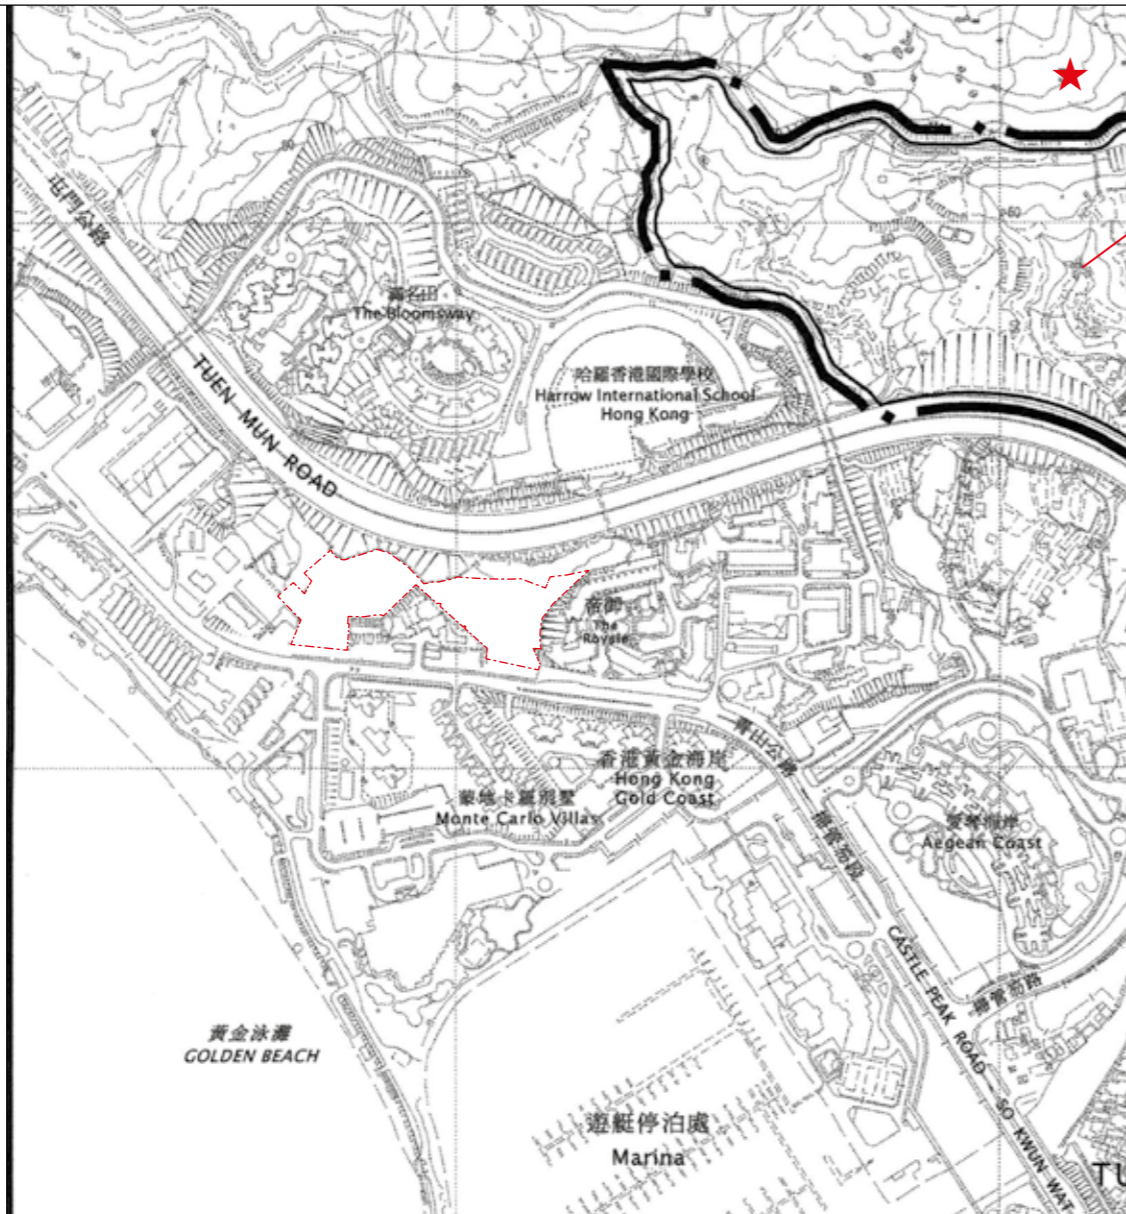 屯門公路
滿名山
The Bloomsway
TUEN MUN ROAD
哈羅香港國際學校
Harrow International School
Hong Kong
帝御
The
Royale
青山公路
香港黃金海岸
Hong Kong
Gold Coast
蒙地卡羅別墅
Monte Carlo Villas
掃管笏段
愛琴海岸
Aegean Coast
CASTLE PEAK ROAD - SO KWUN WAT
掃管笏路
黃金泳灘
GOLDEN BEACH
遊艇停泊處
Marina
TU